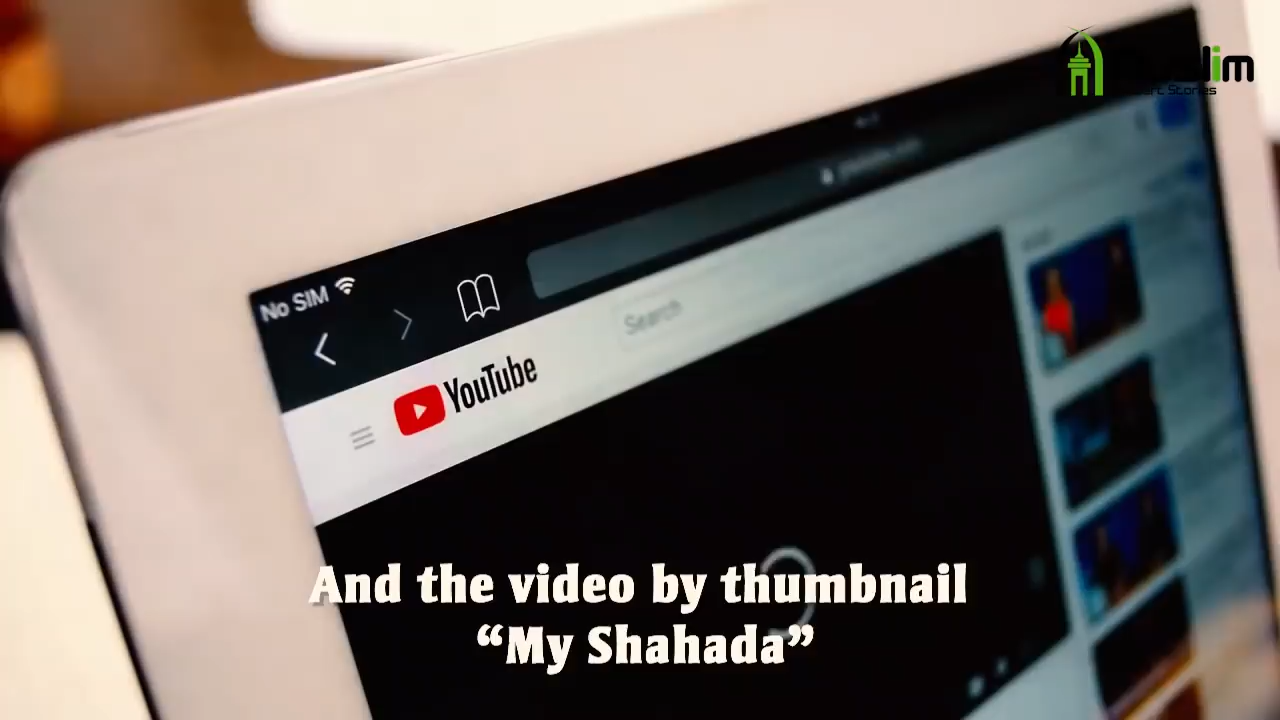 No SIM
Search
YouTube
And the video by thumbnail
“My Shahada”